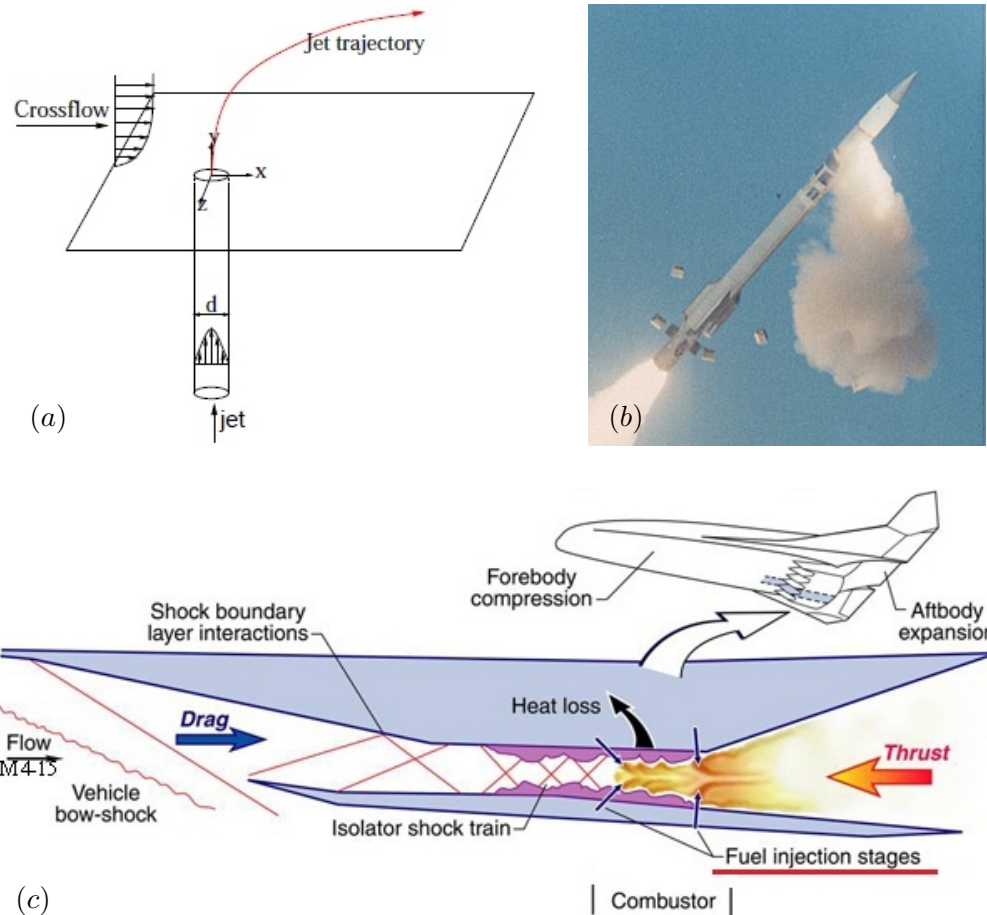 Jet trajectory
Crossflow
y
x
z
d
jet
(a)
(b)
Forebody
compression
Aftbody
expansion
Shock boundary
layer interactions
Heat loss
Drag
Flow
M4-15
Thrust
Vehicle
bow-shock
Isolator shock train
Fuel injection stages
Combustor
(c)